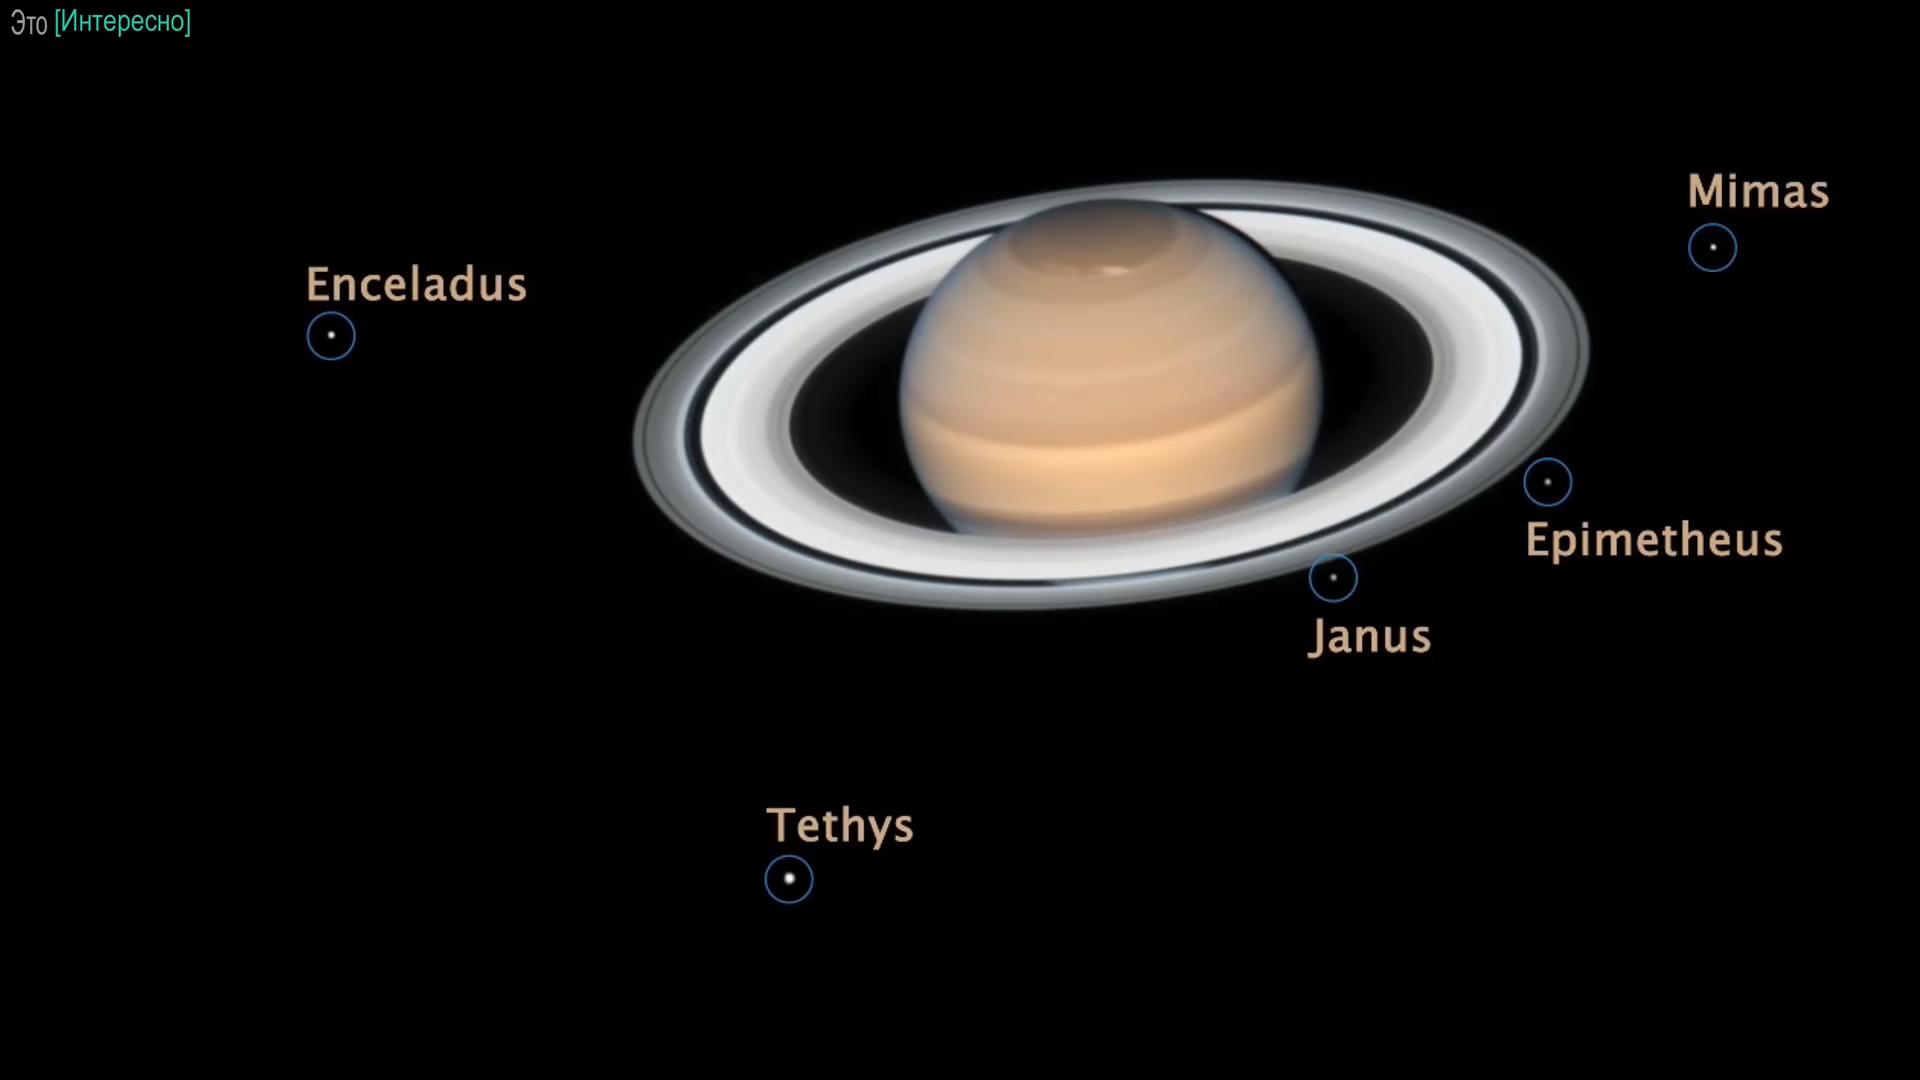 Это [Интересно]
Mimas
Enceladus
Epimetheus
Janus
Tethys